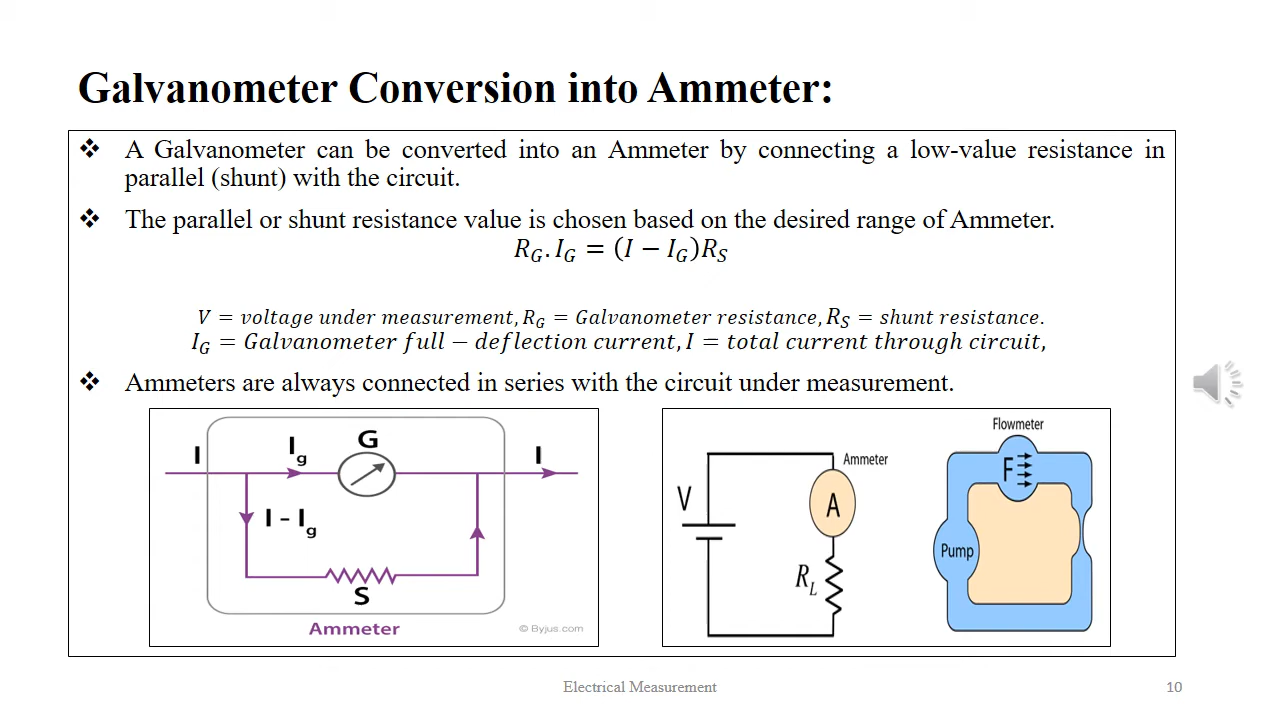 Galvanometer Conversion into Ammeter:
❖ A Galvanometer can be converted into an Ammeter by connecting a low-value resistance in
parallel (shunt) with the circuit.
❖ The parallel or shunt resistance value is chosen based on the desired range of Ammeter.
R_G. I_G = (I − I_G)R_S
V = voltage under measurement, R_G = Galvanometer resistance, R_S = shunt resistance.
I_G = Galvanometer full − deflection current, I = total current through circuit,
❖ Ammeters are always connected in series with the circuit under measurement.
I
I_g
G
I
I - I_g
S
Ammeter
© Byjus.com
V
Ammeter
A
R_L
Flowmeter
F
Pump
Electrical Measurement
10